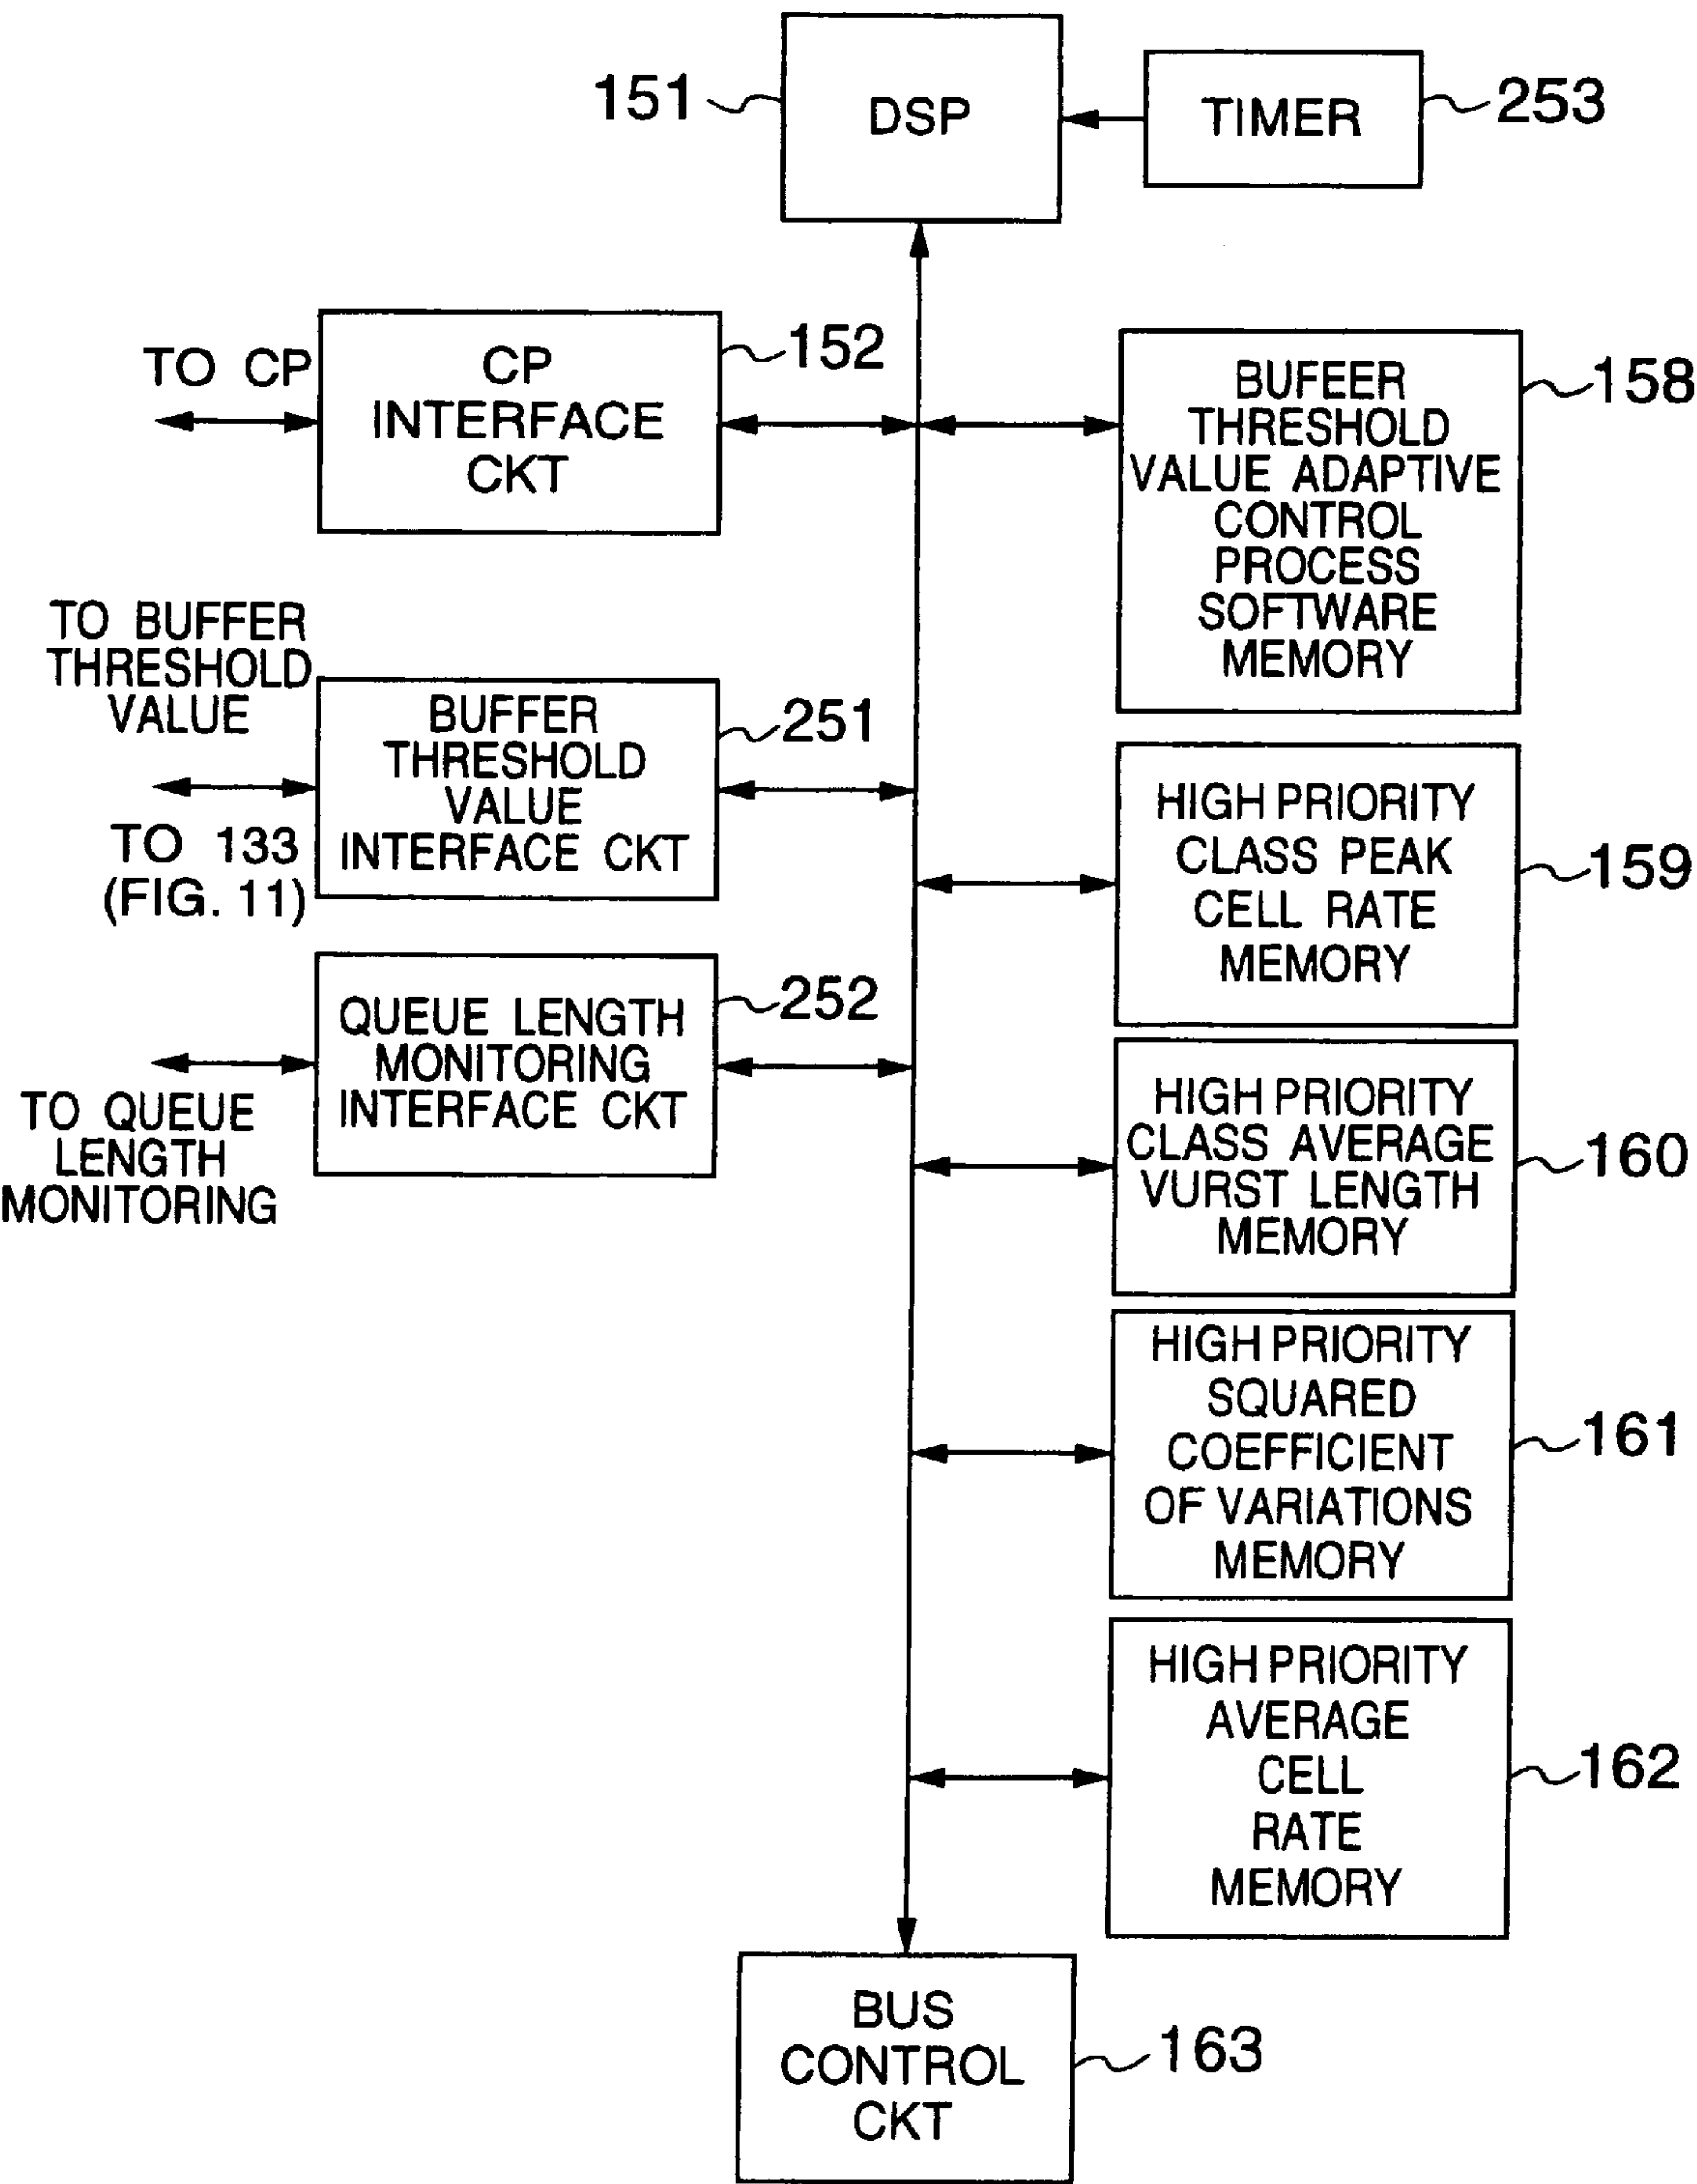 151
DSP
TIMER
253
TO CP
CP
INTERFACE
CKT
152
BUFEER
THRESHOLD
VALUE ADAPTIVE
CONTROL
PROCESS
SOFTWARE
MEMORY
158
TO BUFFER
THRESHOLD
VALUE
TO 133
(FIG. 11)
BUFFER
THRESHOLD
VALUE
INTERFACE CKT
251
HIGH PRIORITY
CLASS PEAK
CELL RATE
MEMORY
159
QUEUE LENGTH
MONITORING
INTERFACE CKT
252
TO QUEUE
LENGTH
MONITORING
HIGH PRIORITY
CLASS AVERAGE
VURST LENGTH
MEMORY
160
HIGH PRIORITY
SQUARED
COEFFICIENT
OF VARIATIONS
MEMORY
161
HIGH PRIORITY
AVERAGE
CELL
RATE
MEMORY
162
BUS
CONTROL
CKT
163